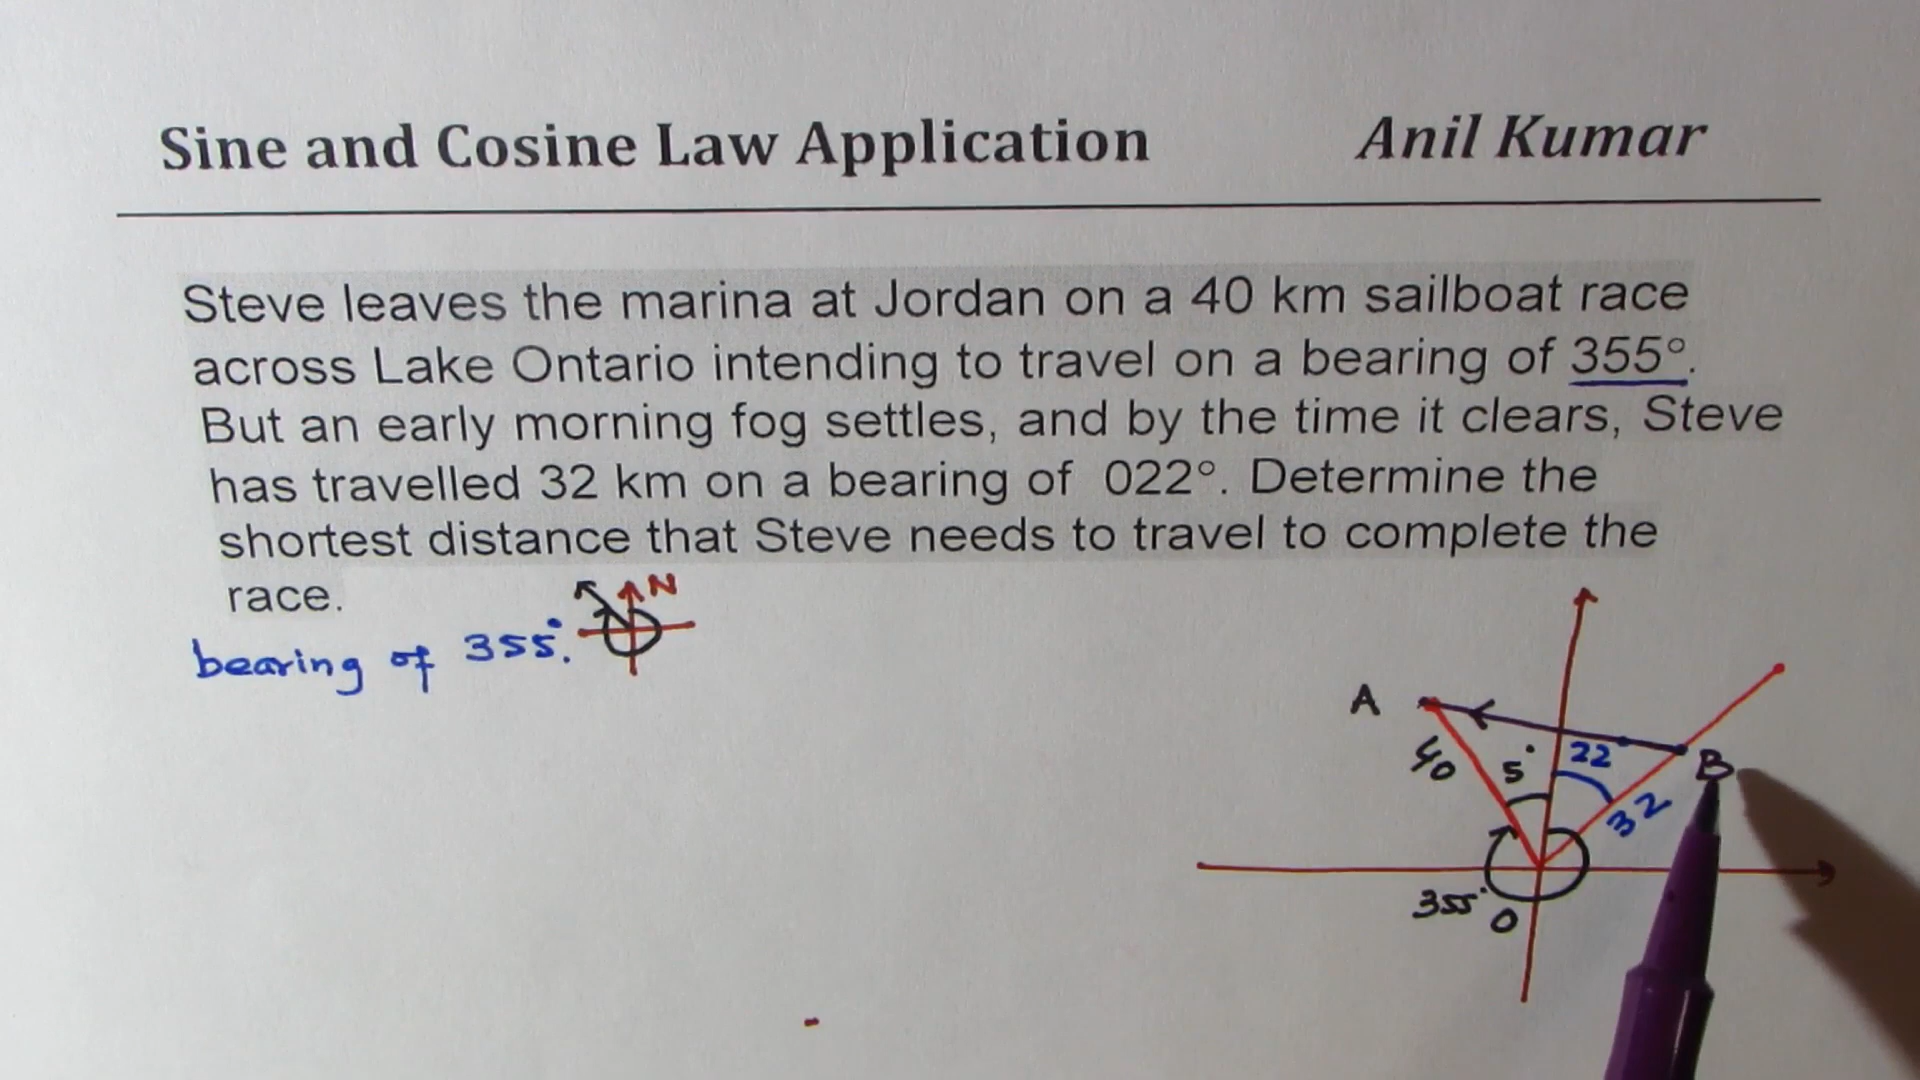 Sine and Cosine Law Application Anil Kumar
Steve leaves the marina at Jordan on a 40 km sailboat race
across Lake Ontario intending to travel on a bearing of 355°.
But an early morning fog settles, and by the time it clears, Steve
has travelled 32 km on a bearing of 022°. Determine the
shortest distance that Steve needs to travel to complete the
race.
N
bearing of 355°.
A
40
5°
22
B
32
355°
O